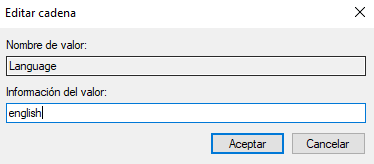 Editar cadena
Nombre de valor:
Language
Información del valor:
english
Aceptar Cancelar